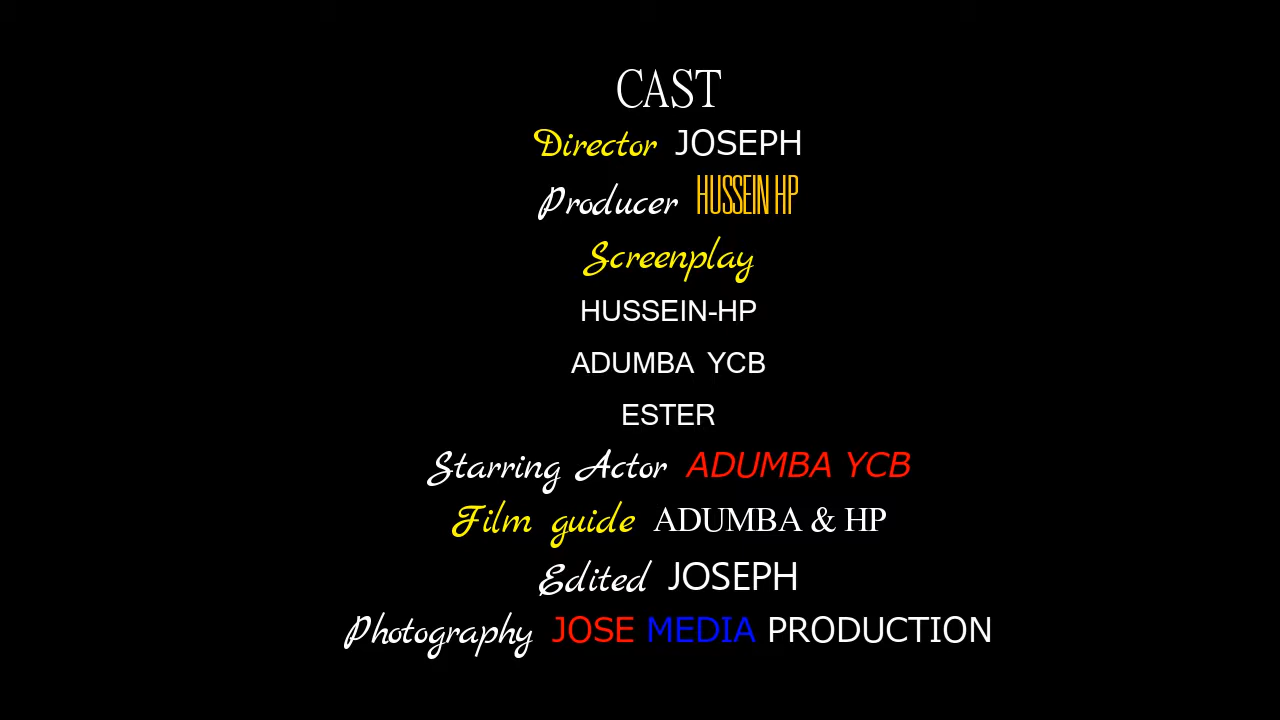 CAST
Director JOSEPH
Producer HUSSEIN HP
Screenplay
HUSSEIN-HP
ADUMBA YCB
ESTER
Starring Actor ADUMBA YCB
Film guide ADUMBA & HP
Edited JOSEPH
Photography JOSE MEDIA PRODUCTION